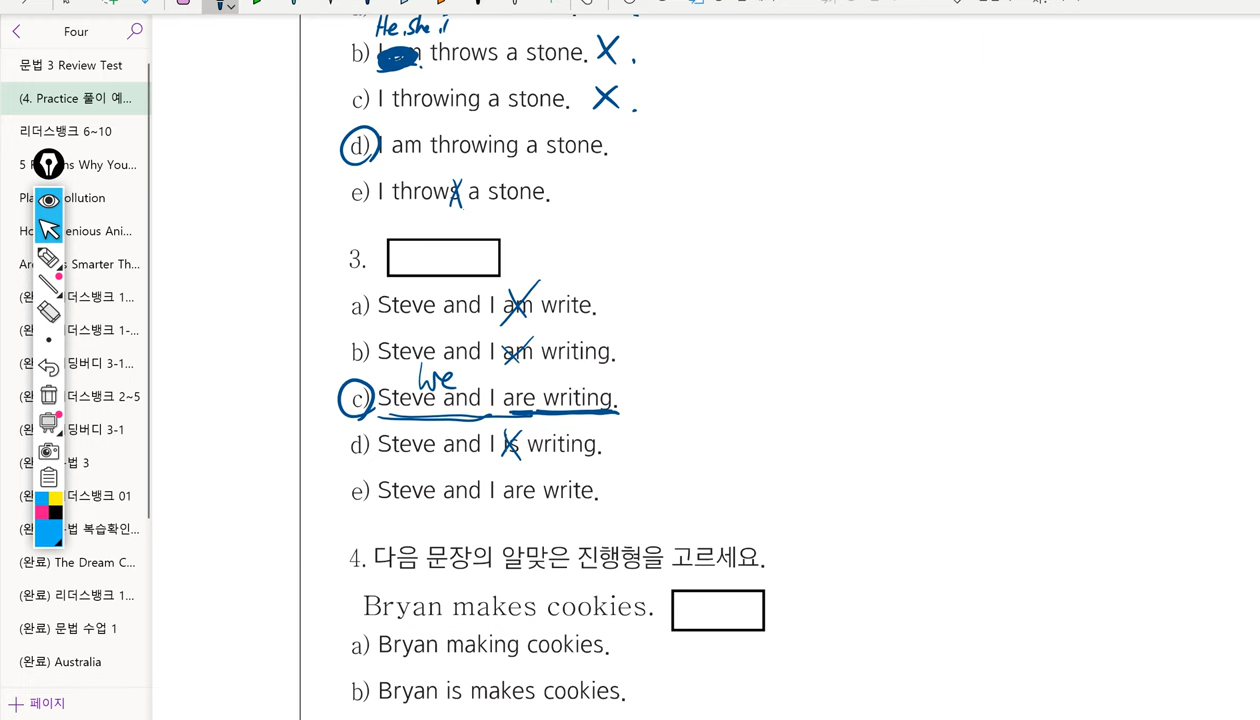 Four
문법 3 Review Test
(4. Practice 풀이 예...
리더스뱅크 6~10
5 ns Why You...
Pla ollution
Ho enious Ani...
Ar s Smarter Th...
(완 더스뱅크 1...
(완 더스뱅크 1-...
(완 딩버디 3-1...
더스뱅크 2~5
딩버디 3-1
(완 법 3
(완 더스뱅크 01
(완 법 복습확인...
(완료) The Dream C...
(완료) 리더스뱅크 1...
(완료) 문법 수업 1
(완료) Australia
페이지
He, she, it
b) throws a stone. X
c) I throwing a stone. X
d) I am throwing a stone.
e) I throws a stone.
3.
a) Steve and I am write.
b) Steve and I am writing.
we
c) Steve and I are writing.
d) Steve and I is writing.
e) Steve and I are write.
4. 다음 문장의 알맞은 진행형을 고르세요.
Bryan makes cookies.
a) Bryan making cookies.
b) Bryan is makes cookies.